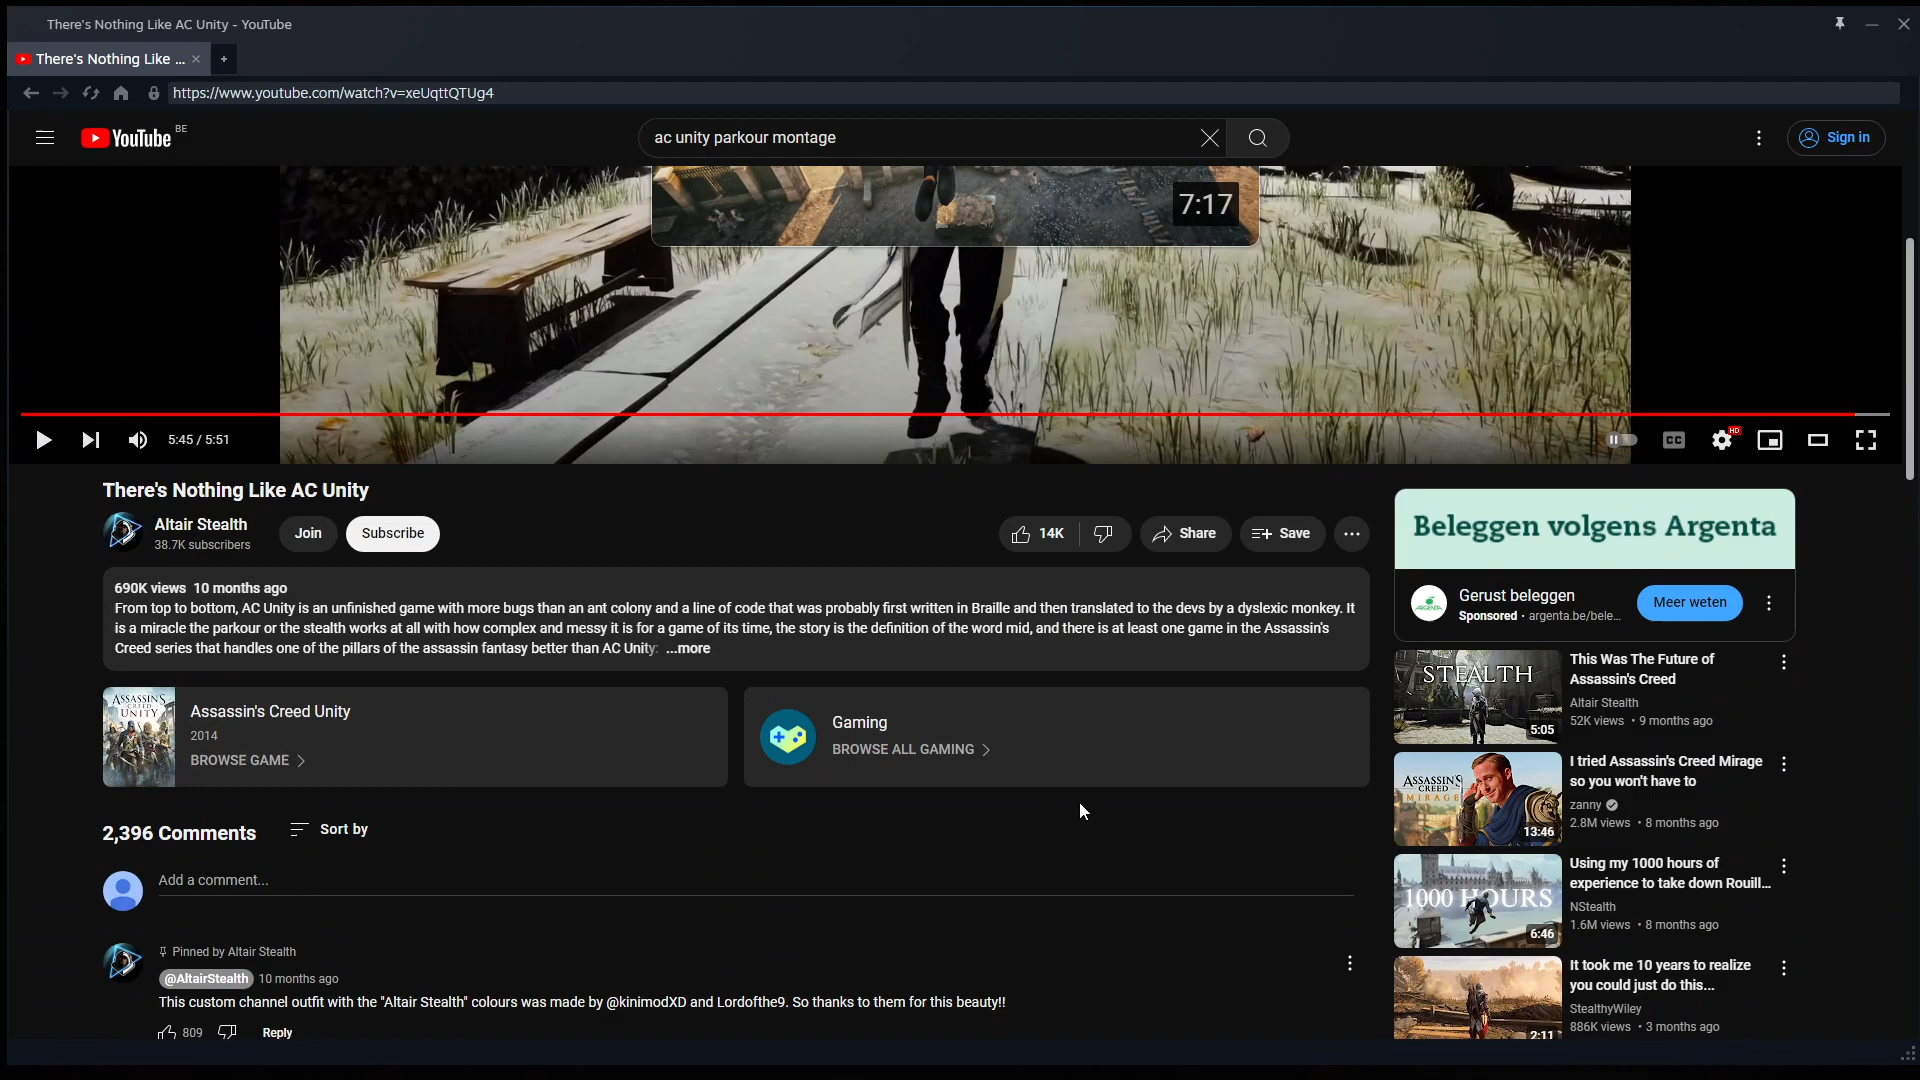 There's Nothing Like AC Unity - YouTube
There's Nothing Like ...
https://www.youtube.com/watch?v=xeUqttQTUg4
YouTube BE
ac unity parkour montage
Sign in
7:17
5:45 / 5:51
CC
HD
There's Nothing Like AC Unity
Altair Stealth
38.7K subscribers
Join
Subscribe
14K
Share
Save
690K views 10 months ago
From top to bottom, AC Unity is an unfinished game with more bugs than an ant colony and a line of code that was probably first written in Braille and then translated to the devs by a dyslexic monkey. It
is a miracle the parkour or the stealth works at all with how complex and messy it is for a game of its time, the story is the definition of the word mid, and there is at least one game in the Assassin's
Creed series that handles one of the pillars of the assassin fantasy better than AC Unity: ...more
ASSASSIN'S
CREED
UNITY
Assassin's Creed Unity
2014
BROWSE GAME
Gaming
BROWSE ALL GAMING
2,396 Comments
Sort by
Add a comment...
Pinned by Altair Stealth
@AltairStealth 10 months ago
This custom channel outfit with the "Altair Stealth" colours was made by @kinimodXD and Lordofthe9. So thanks to them for this beauty!!
809
Reply
Beleggen volgens Argenta
ARGENTA
Gerust beleggen
Sponsored · argenta.be/bele...
Meer weten
STEALTH
5:05
This Was The Future of
Assassin's Creed
Altair Stealth
52K views • 9 months ago
ASSASSIN'S
CREED
MIRAGE
13:46
I tried Assassin's Creed Mirage
so you won't have to
zanny
2.8M views • 8 months ago
1000 HOURS
6:46
Using my 1000 hours of
experience to take down Rouill...
NStealth
1.6M views • 8 months ago
2:11
It took me 10 years to realize
you could just do this...
StealthyWiley
886K views • 3 months ago